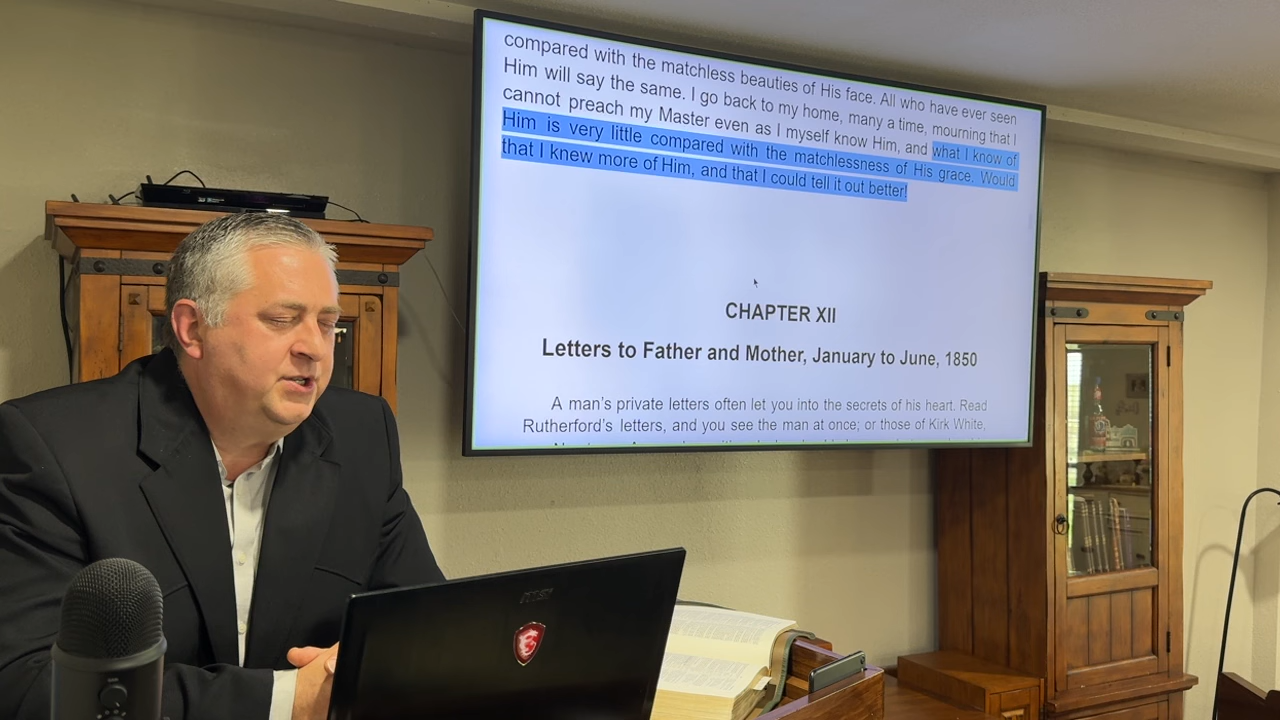 compared with the matchless beauties of His face. All who have ever seen
Him will say the same. I go back to my home, many a time, mourning that I
cannot preach my Master even as I myself know Him, and what I know of
Him is very little compared with the matchlessness of His grace. Would
that I knew more of Him, and that I could tell it out better!
CHAPTER XII
Letters to Father and Mother, January to June, 1850
A man's private letters often let you into the secrets of his heart. Read
Rutherford's letters, and you see the man at once; or those of Kirk White,
msi